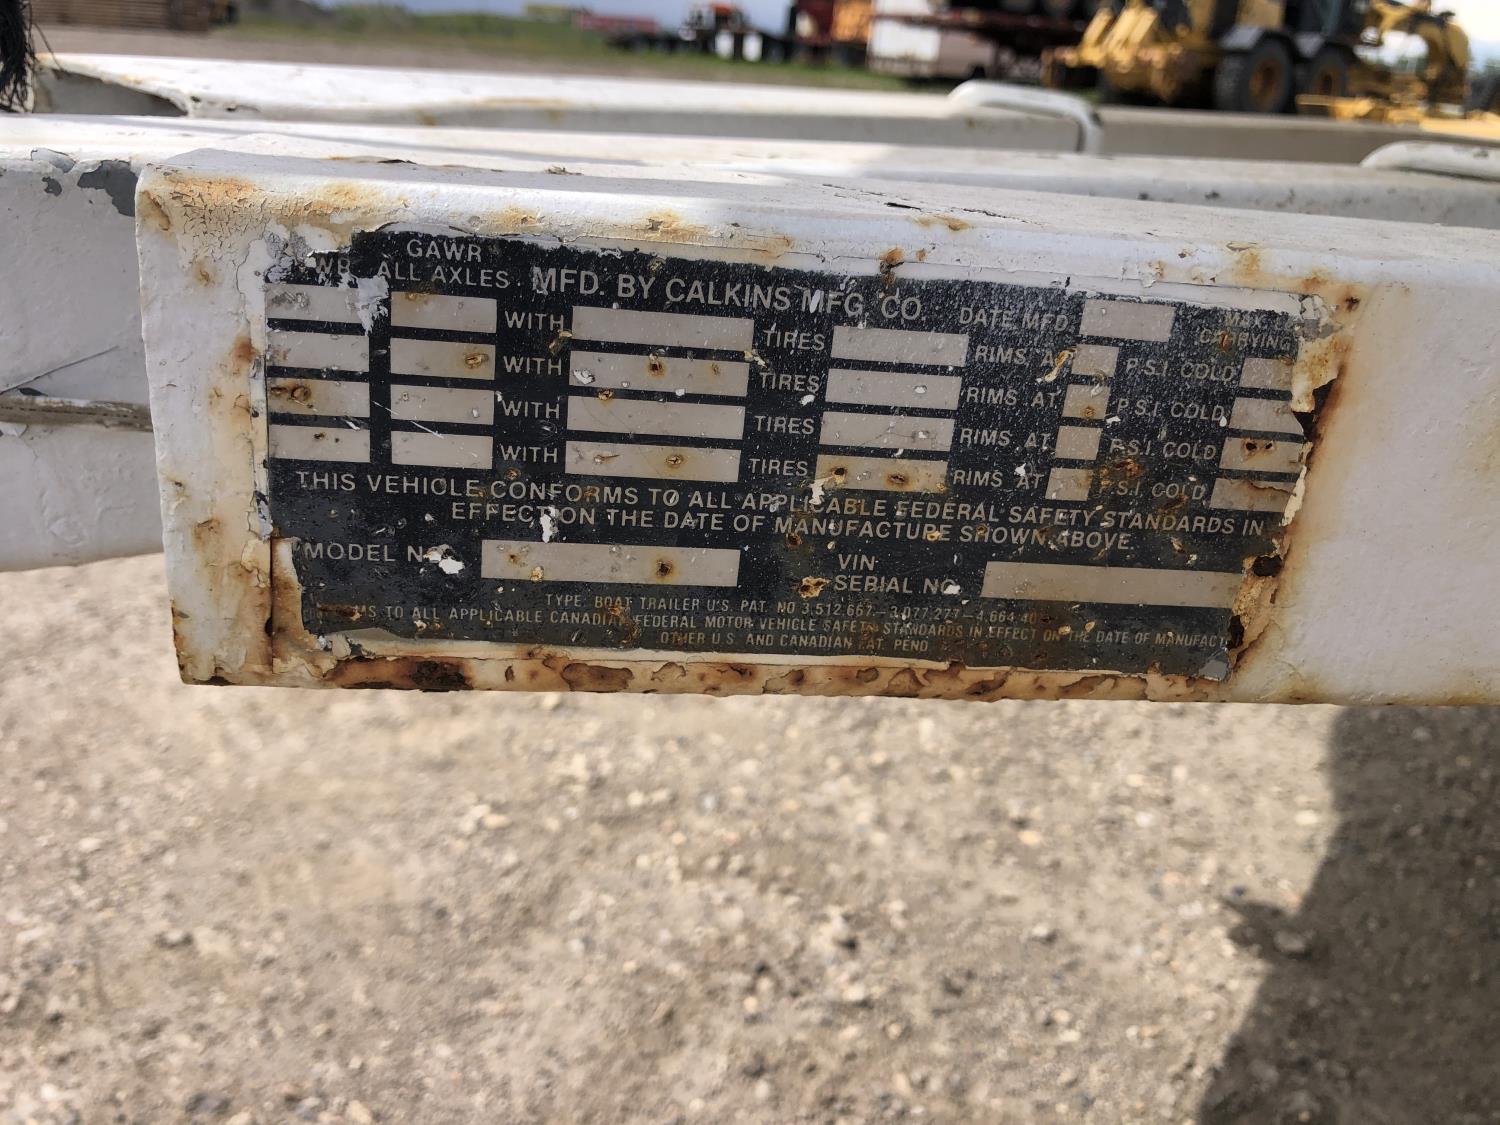 GAWR
ALL AXLES MFD. BY CALKINS MFG. CO. DATE MFD.
CARRYING
WITH TIRES RIMS AT P.S.I. COLD
WITH TIRES RIMS AT P.S.I. COLD
WITH TIRES RIMS AT P.S.I. COLD
WITH TIRES RIMS AT P.S.I. COLD
THIS VEHICLE CONFORMS TO ALL APPLICABLE FEDERAL SAFETY STANDARDS IN
EFFECT ON THE DATE OF MANUFACTURE SHOWN ABOVE.
MODEL NO.
VIN
SERIAL NO.
TYPE: BOAT TRAILER U.S. PAT. NO 3,512,667-3,077,277-4,664,40
MS TO ALL APPLICABLE CANADIAN FEDERAL MOTOR VEHICLE SAFETY STANDARDS IN EFFECT ON THE DATE OF MANUFACT
OTHER U.S. AND CANADIAN PAT. PEND